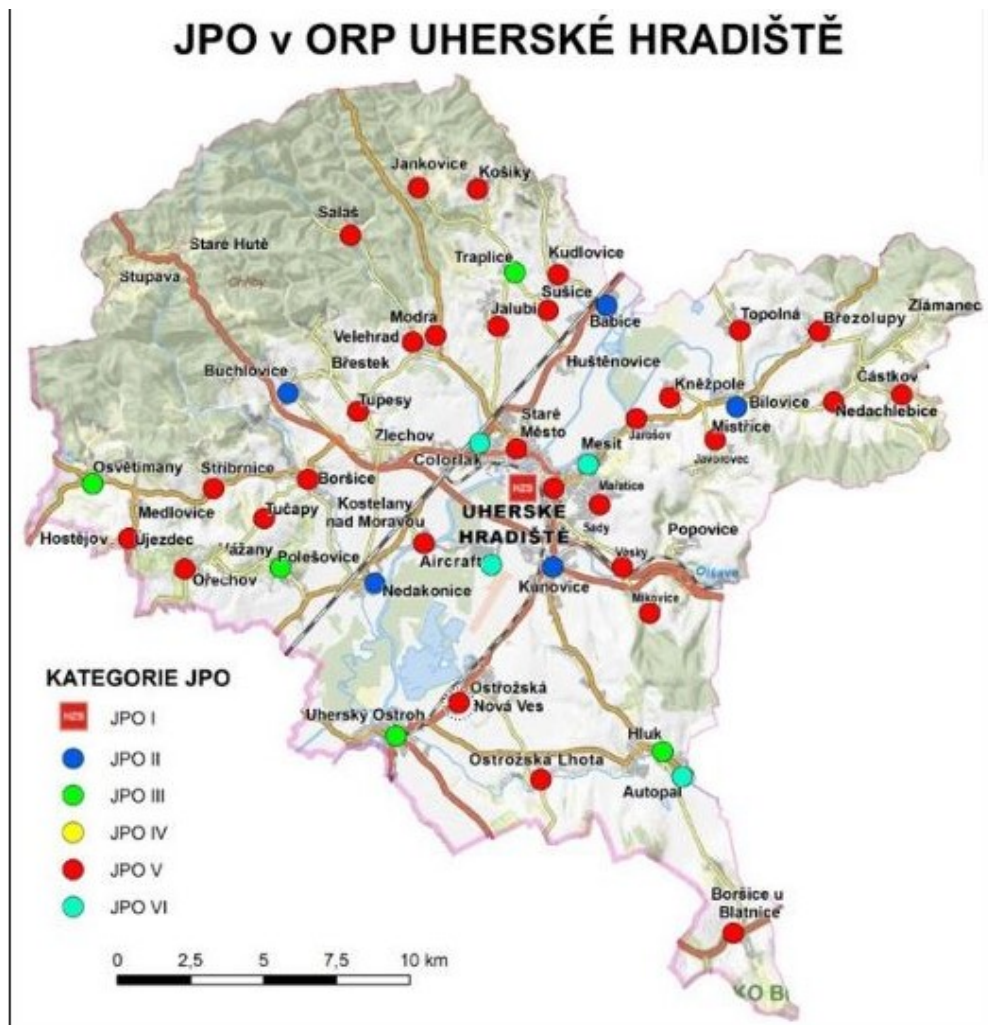 JPO v ORP UHERSKÉ HRADIŠTĚ
Jankovice
Košíky
Salaš
Staré Hutě
Stupava
Chřiby
Traplice
Kudlovice
Sušice
Jalubí
Babice
Modrá
Velehrad
Břestek
Huštěnovice
Topolná
Březolupy
Zlámanec
Buchlovice
Tupesy
Zlechov
Staré
Město
Kněžpole
Bílovice
Částkov
Nedachlebice
Mistřice
Javorovec
Jarošov
Mesit
Colorlak
Osvětimany
Stříbrnice
Boršice
Medlovice
Tučapy
Kostelany
nad Moravou
HZS
UHERSKÉ
HRADIŠTĚ
Mařatice
Sady
Popovice
Hostějov
Újezdec
Vážany
Polešovice
Ořechov
Aircraft
Kunovice
Vésky
Olšava
Míkovice
Nedakonice
KATEGORIE JPO
HZS JPO I
JPO II
JPO III
JPO IV
JPO V
JPO VI
Ostrožská
Nová Ves
Uherský Ostroh
Hluk
Ostrožská Lhota
Autopal
Boršice u
Blatnice
0 2,5 5 7,5 10 km